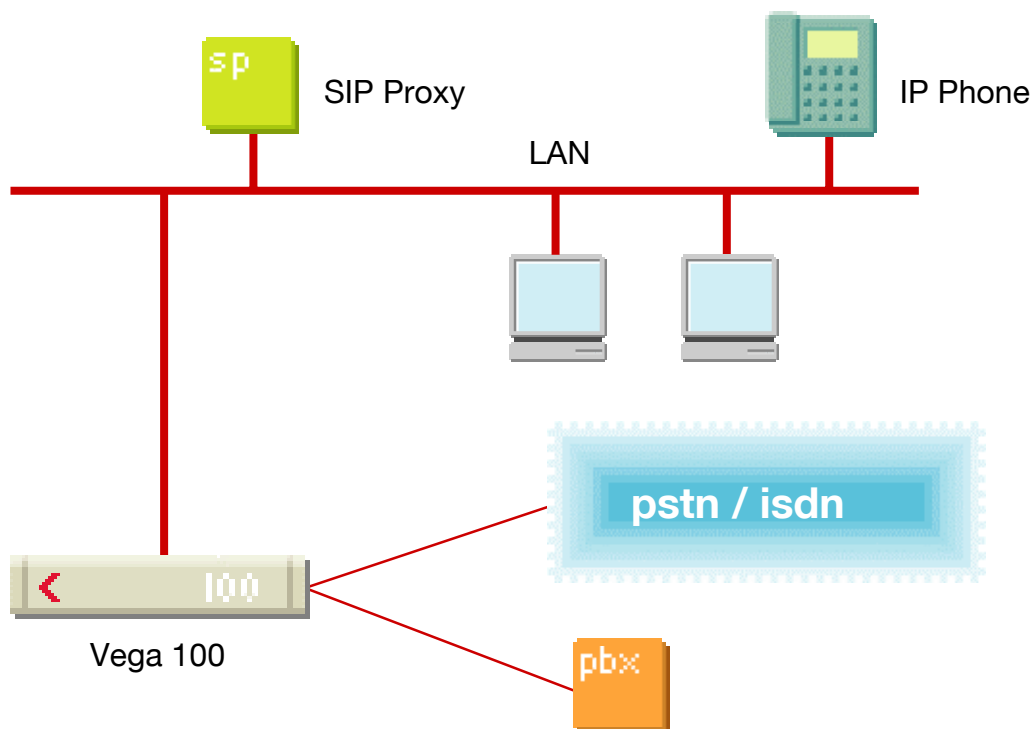 sp
SIP Proxy
IP Phone
LAN
pstn / isdn
100
Vega 100
pbx